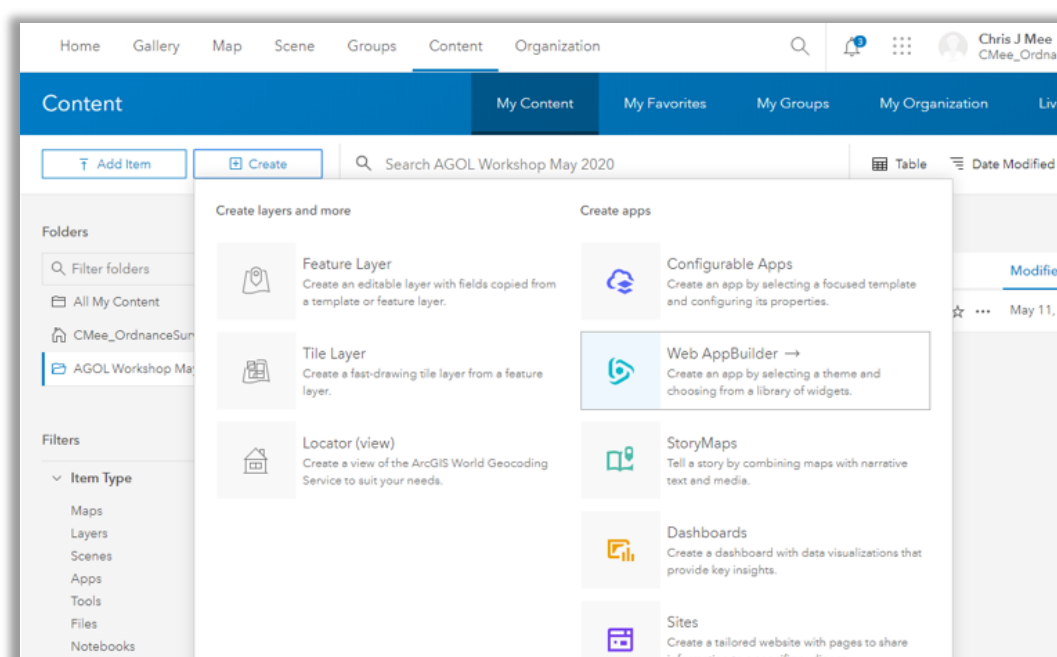 Home Gallery Map Scene Groups Content Organization
3
Chris J Mee
Content
My Content My Favorites My Groups My Organization
Add Item Create Search AGOL Workshop May 2020 Table Date Modified
Create layers and more
Create apps
Folders
Filter folders
All My Content
AGOL Workshop
Feature Layer
Create an editable layer with fields copied from
a template or feature layer.
Tile Layer
Create a fast-drawing tile layer from a feature
layer.
Locator (view)
Create a view of the ArcGIS World Geocoding
Service to suit your needs.
Configurable Apps
Create an app by selecting a focused template
and configuring its properties.
Web AppBuilder →
Create an app by selecting a theme and
choosing from a library of widgets.
StoryMaps
Tell a story by combining maps with narrative
text and media.
Dashboards
Create a dashboard with data visualizations that
provide key insights.
Sites
Create a tailored website with pages to share
May 11,
Filters
Item Type
Maps
Layers
Scenes
Apps
Tools
Files
Notebooks